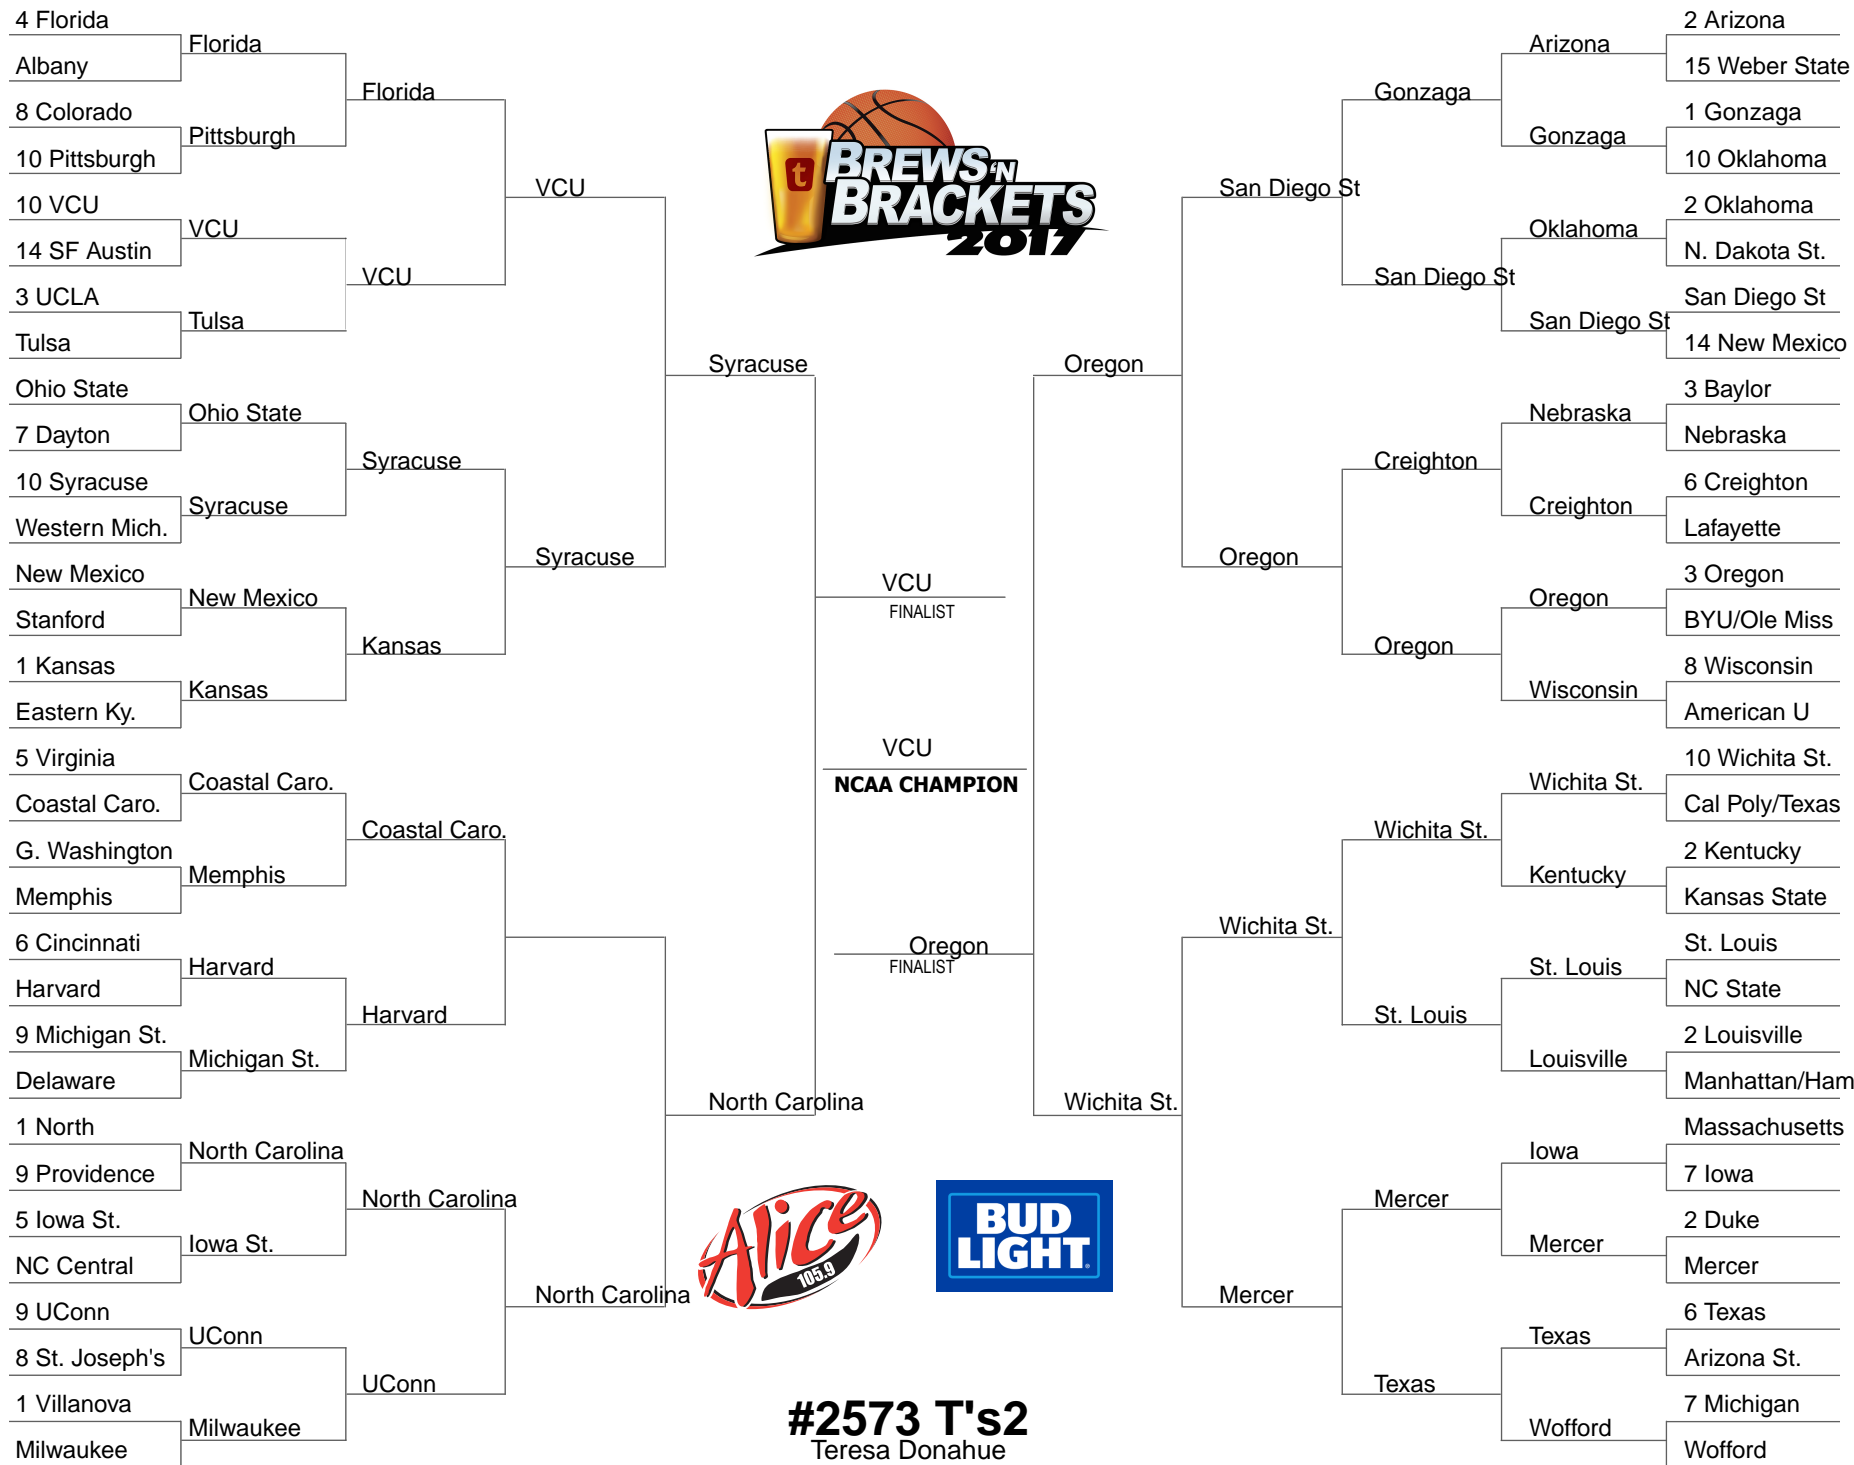 4 Florida
Albany
8 Colorado
10 Pittsburgh
10 VCU
14 SF Austin
3 UCLA
Tulsa
Ohio State
7 Dayton
10 Syracuse
Western Mich.
New Mexico
Stanford
1 Kansas
Eastern Ky.
5 Virginia
Coastal Caro.
G. Washington
Memphis
6 Cincinnati
Harvard
9 Michigan St.
Delaware
1 North
9 Providence
5 Iowa St.
NC Central
9 UConn
8 St. Joseph's
1 Villanova
Milwaukee
Florida
Pittsburgh
VCU
Tulsa
Ohio State
Syracuse
New Mexico
Kansas
Coastal Caro.
Memphis
Harvard
Michigan St.
North Carolina
Iowa St.
UConn
Milwaukee
Florida
VCU
Syracuse
Kansas
Coastal Caro.
Harvard
North Carolina
UConn
VCU
Syracuse
North Carolina
Syracuse
North Carolina
t
BREWS 'N
BRACKETS
2017
VCU
FINALIST
VCU
NCAA CHAMPION
Oregon
FINALIST
Alice
105.9
BUD
LIGHT
#2573 T's2
Teresa Donahue
Oregon
Wichita St.
San Diego St
Oregon
Wichita St.
Mercer
Gonzaga
San Diego St
Creighton
Oregon
Wichita St.
St. Louis
Mercer
Texas
Arizona
Gonzaga
Oklahoma
San Diego St
Nebraska
Creighton
Oregon
Wisconsin
Wichita St.
Kentucky
St. Louis
Louisville
Iowa
Mercer
Texas
Wofford
2 Arizona
15 Weber State
1 Gonzaga
10 Oklahoma
2 Oklahoma
N. Dakota St.
San Diego St
14 New Mexico
3 Baylor
Nebraska
6 Creighton
Lafayette
3 Oregon
BYU/Ole Miss
8 Wisconsin
American U
10 Wichita St.
Cal Poly/Texas
2 Kentucky
Kansas State
St. Louis
NC State
2 Louisville
Manhattan/Ham
Massachusetts
7 Iowa
2 Duke
Mercer
6 Texas
Arizona St.
7 Michigan
Wofford